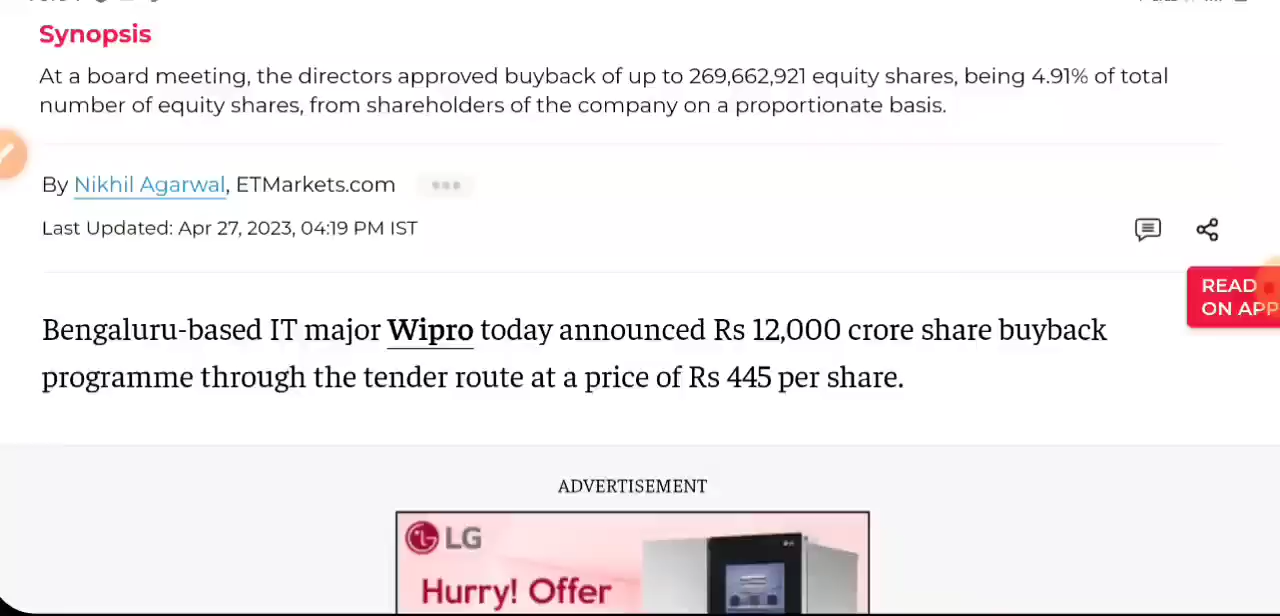 Synopsis
At a board meeting, the directors approved buyback of up to 269,662,921 equity shares, being 4.91% of total
number of equity shares, from shareholders of the company on a proportionate basis.
By Nikhil Agarwal, ETMarkets.com
Last Updated: Apr 27, 2023, 04:19 PM IST
READ
ON APP
Bengaluru-based IT major Wipro today announced Rs 12,000 crore share buyback
programme through the tender route at a price of Rs 445 per share.
ADVERTISEMENT
LG
Hurry! Offer